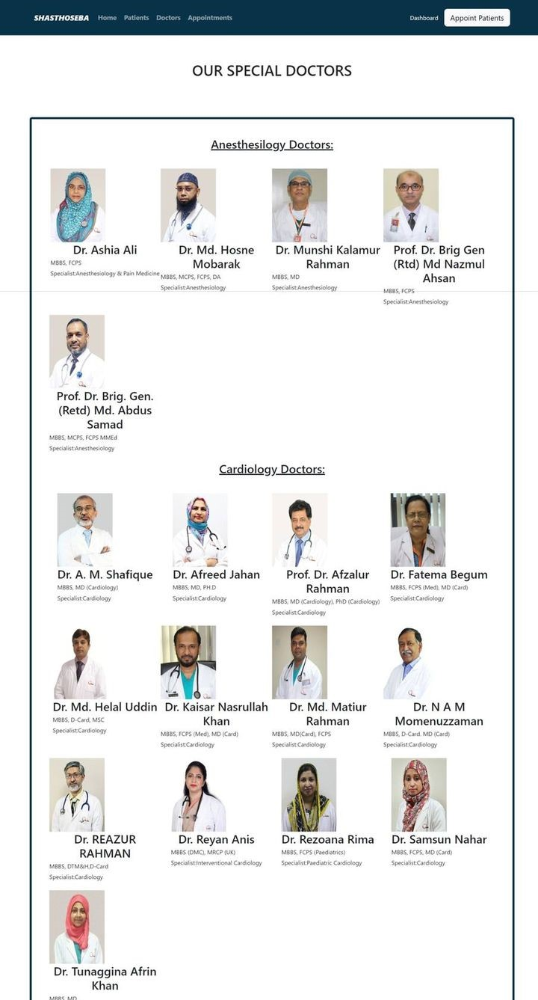 SHASTHOSEBA Home Patients Doctors Appointments Dashboard Appoint Patients
OUR SPECIAL DOCTORS
Anesthesilogy Doctors:
Dr. Ashia Ali
MBBS, FCPS
Specialist:Anesthesiology & Pain Medicine
Dr. Md. Hosne
Mobarak
MBBS, MCPS, FCPS, DA
Specialist:Anesthesiology
Dr. Munshi Kalamur
Rahman
MBBS, MD
Specialist:Anesthesiology
Prof. Dr. Brig Gen
(Rtd) Md Nazmul
Ahsan
MBBS, FCPS
Specialist:Anesthesiology
Prof. Dr. Brig. Gen.
(Retd) Md. Abdus
Samad
MBBS, MCPS, FCPS MMEd
Specialist:Anesthesiology
Cardiology Doctors:
Dr. A. M. Shafique
MBBS, MD (Cardiology)
Specialist:Cardiology
Dr. Afreed Jahan
MBBS, MD, PH.D
Specialist:Cardiology
Prof. Dr. Afzalur
Rahman
MBBS, MD (Cardiology), PhD (Cardiology)
Specialist:Cardiology
Dr. Fatema Begum
MBBS, FCPS (Med), MD (Card)
Specialist:Cardiology
Dr. Md. Helal Uddin
MBBS, D-Card, MSC
Specialist:Cardiology
Dr. Kaisar Nasrullah
Khan
MBBS, FCPS (Med), MD (Card)
Specialist:Cardiology
Dr. Md. Matiur
Rahman
MBBS, MD(Card), FCPS
Specialist:Cardiology
Dr. N A M
Momenuzzaman
MBBS, D-Card. MD (Card)
Specialist:Cardiology
Dr. REAZUR
RAHMAN
MBBS, DTM&H,D-Card
Specialist:Cardiology
Dr. Reyan Anis
MBBS (DMC), MRCP (UK)
Specialist:Interventional Cardiology
Dr. Rezoana Rima
MBBS, FCPS (Paediatrics)
Specialist:Paediatric Cardiology
Dr. Samsun Nahar
MBBS, FCPS, MD (Card)
Specialist:Cardiology
Dr. Tunaggina Afrin
Khan
MBBS, MD